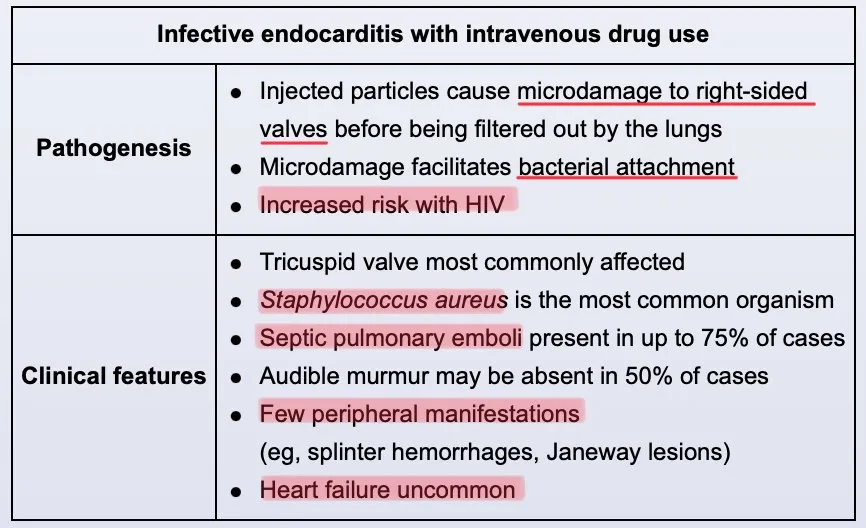 Infective endocarditis with intravenous drug use
Pathogenesis
• Injected particles cause microdamage to right-sided
valves before being filtered out by the lungs
• Microdamage facilitates bacterial attachment
• Increased risk with HIV
Clinical features
• Tricuspid valve most commonly affected
• Staphylococcus aureus is the most common organism
• Septic pulmonary emboli present in up to 75% of cases
• Audible murmur may be absent in 50% of cases
• Few peripheral manifestations
(eg, splinter hemorrhages, Janeway lesions)
• Heart failure uncommon